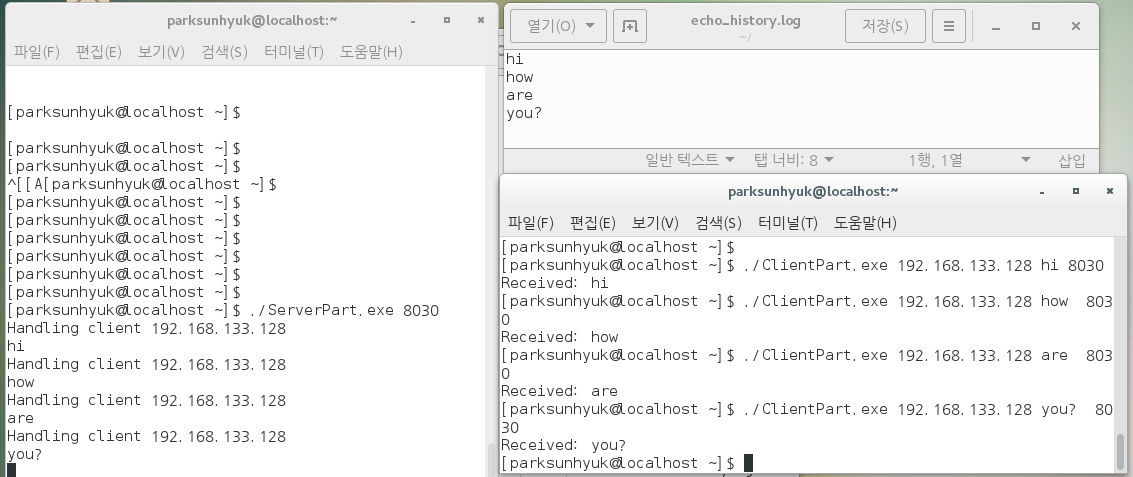 parksunhyuk@localhost:~
파일(F) 편집(E) 보기(V) 검색(S) 터미널(T) 도움말(H)
[parksunhyuk@localhost ~]$
[parksunhyuk@localhost ~]$
[parksunhyuk@localhost ~]$
^[[A[parksunhyuk@localhost ~]$
[parksunhyuk@localhost ~]$
[parksunhyuk@localhost ~]$
[parksunhyuk@localhost ~]$
[parksunhyuk@localhost ~]$
[parksunhyuk@localhost ~]$
[parksunhyuk@localhost ~]$
[parksunhyuk@localhost ~]$ ./ServerPart.exe 8030
Handling client 192.168.133.128
hi
Handling client 192.168.133.128
how
Handling client 192.168.133.128
are
Handling client 192.168.133.128
you?
열기(O)
echo_history.log
~/
저장(S)
hi
how
are
you?
일반 텍스트 탭 너비: 8 1행, 1열 삽입
parksunhyuk@localhost:~
파일(F) 편집(E) 보기(V) 검색(S) 터미널(T) 도움말(H)
[parksunhyuk@localhost ~]$
[parksunhyuk@localhost ~]$ ./ClientPart.exe 192.168.133.128 hi 8030
Received: hi
[parksunhyuk@localhost ~]$ ./ClientPart.exe 192.168.133.128 how  803
0
Received: how
[parksunhyuk@localhost ~]$ ./ClientPart.exe 192.168.133.128 are  803
0
Received: are
[parksunhyuk@localhost ~]$ ./ClientPart.exe 192.168.133.128 you?  80
30
Received: you?
[parksunhyuk@localhost ~]$